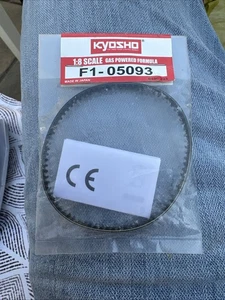 KYOSHO
1:8 SCALE GAS POWERED FORMULA
F1-05093
MADE IN JAPAN
CE